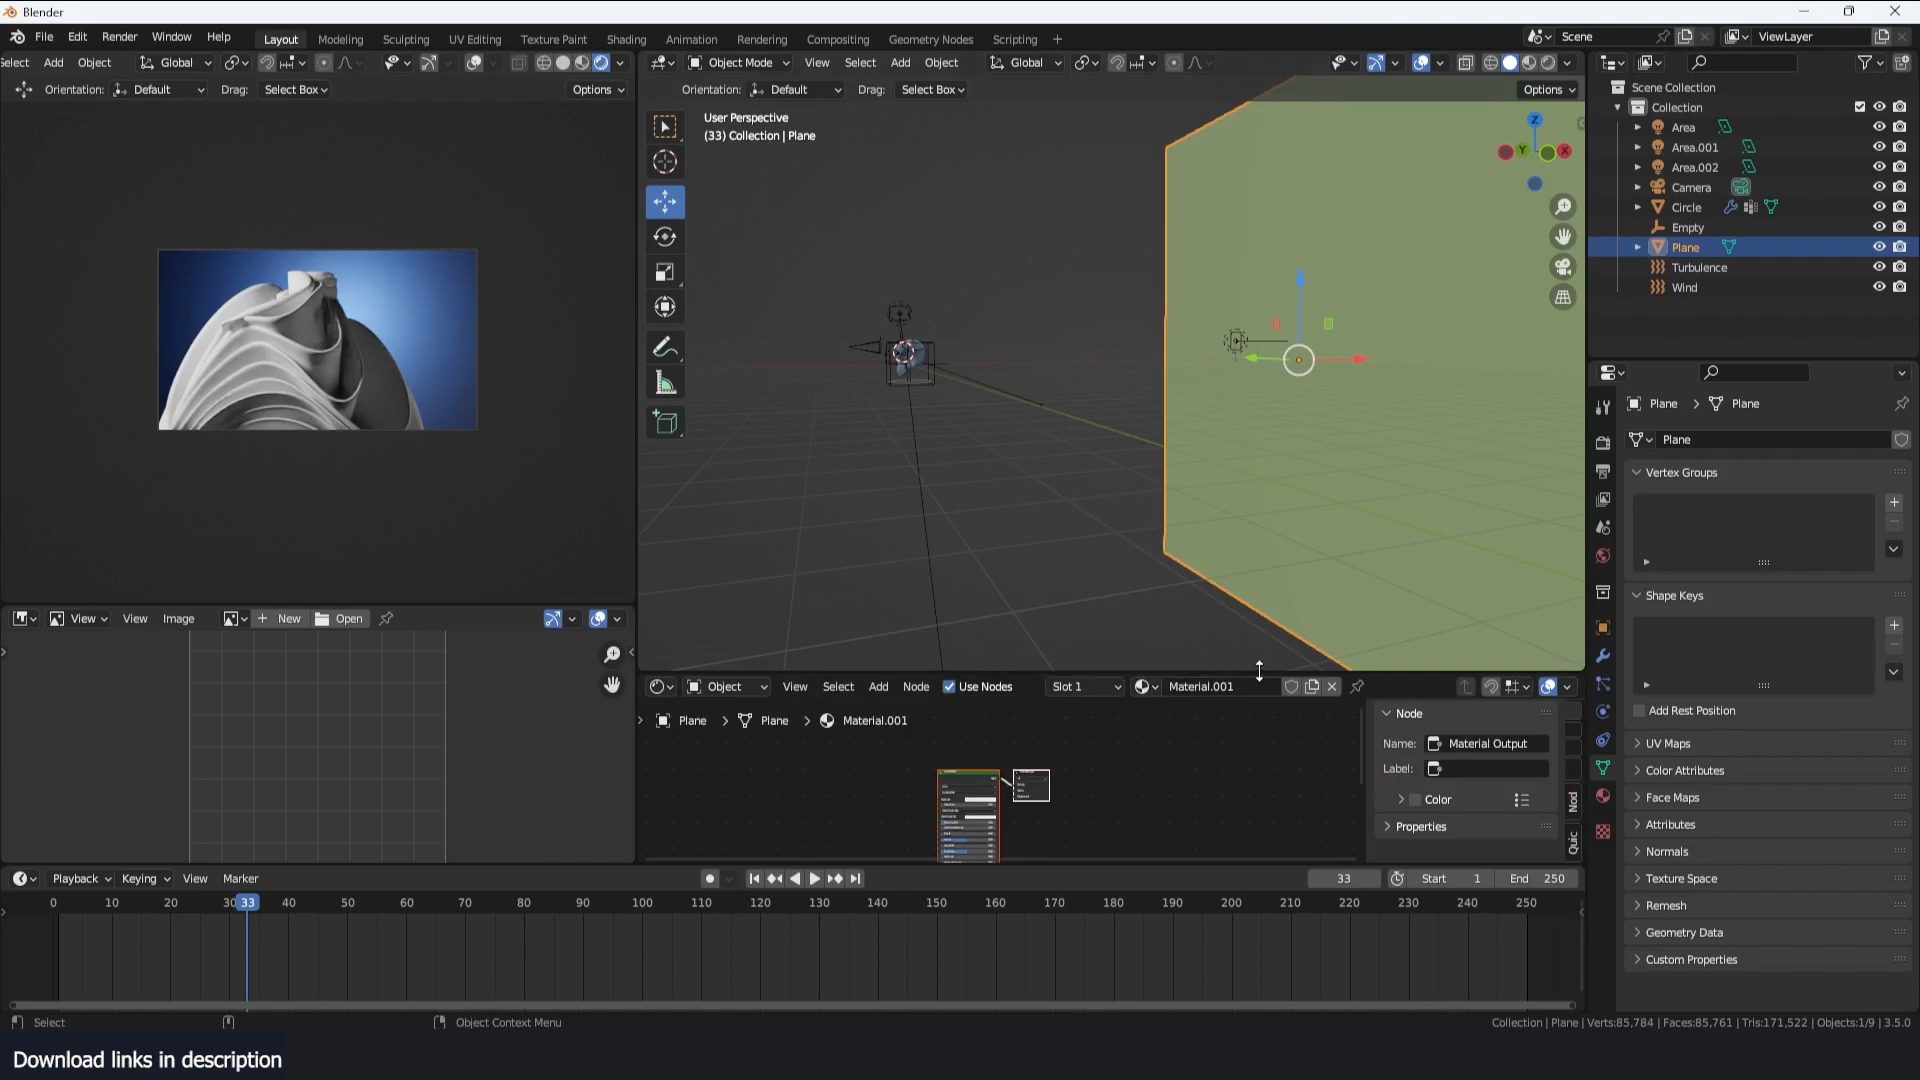 Blender
File Edit Render Window Help Layout Modeling Sculpting UV Editing Texture Paint Shading Animation Rendering Compositing Geometry Nodes Scripting + Scene ViewLayer
elect Add Object Global Object Mode View Select Add Object Global
Orientation: Default Drag: Select Box Options Orientation: Default Drag: Select Box Options
Scene Collection
Collection
Area
Area.001
Area.002
Camera
Circle
Empty
Plane
Turbulence
Wind
User Perspective
(33) Collection | Plane
Z
Y
X
Plane > Plane
Plane
Vertex Groups
Shape Keys
Add Rest Position
UV Maps
Color Attributes
Face Maps
Attributes
Normals
Texture Space
Remesh
Geometry Data
Custom Properties
View View Image New Open
Object View Select Add Node Use Nodes Slot 1 Material.001
Plane > Plane > Material.001
Node
Name: Material Output
Label:
Color
Properties
Nod
Quic
Playback Keying View Marker 33 Start 1 End 250
0 10 20 30 33 40 50 60 70 80 90 100 110 120 130 140 150 160 170 180 190 200 210 220 230 240 250
Select Object Context Menu Collection | Plane | Verts:85,784 | Faces:85,761 | Tris:171,522 | Objects:1/9 | 3.5.0
Download links in description